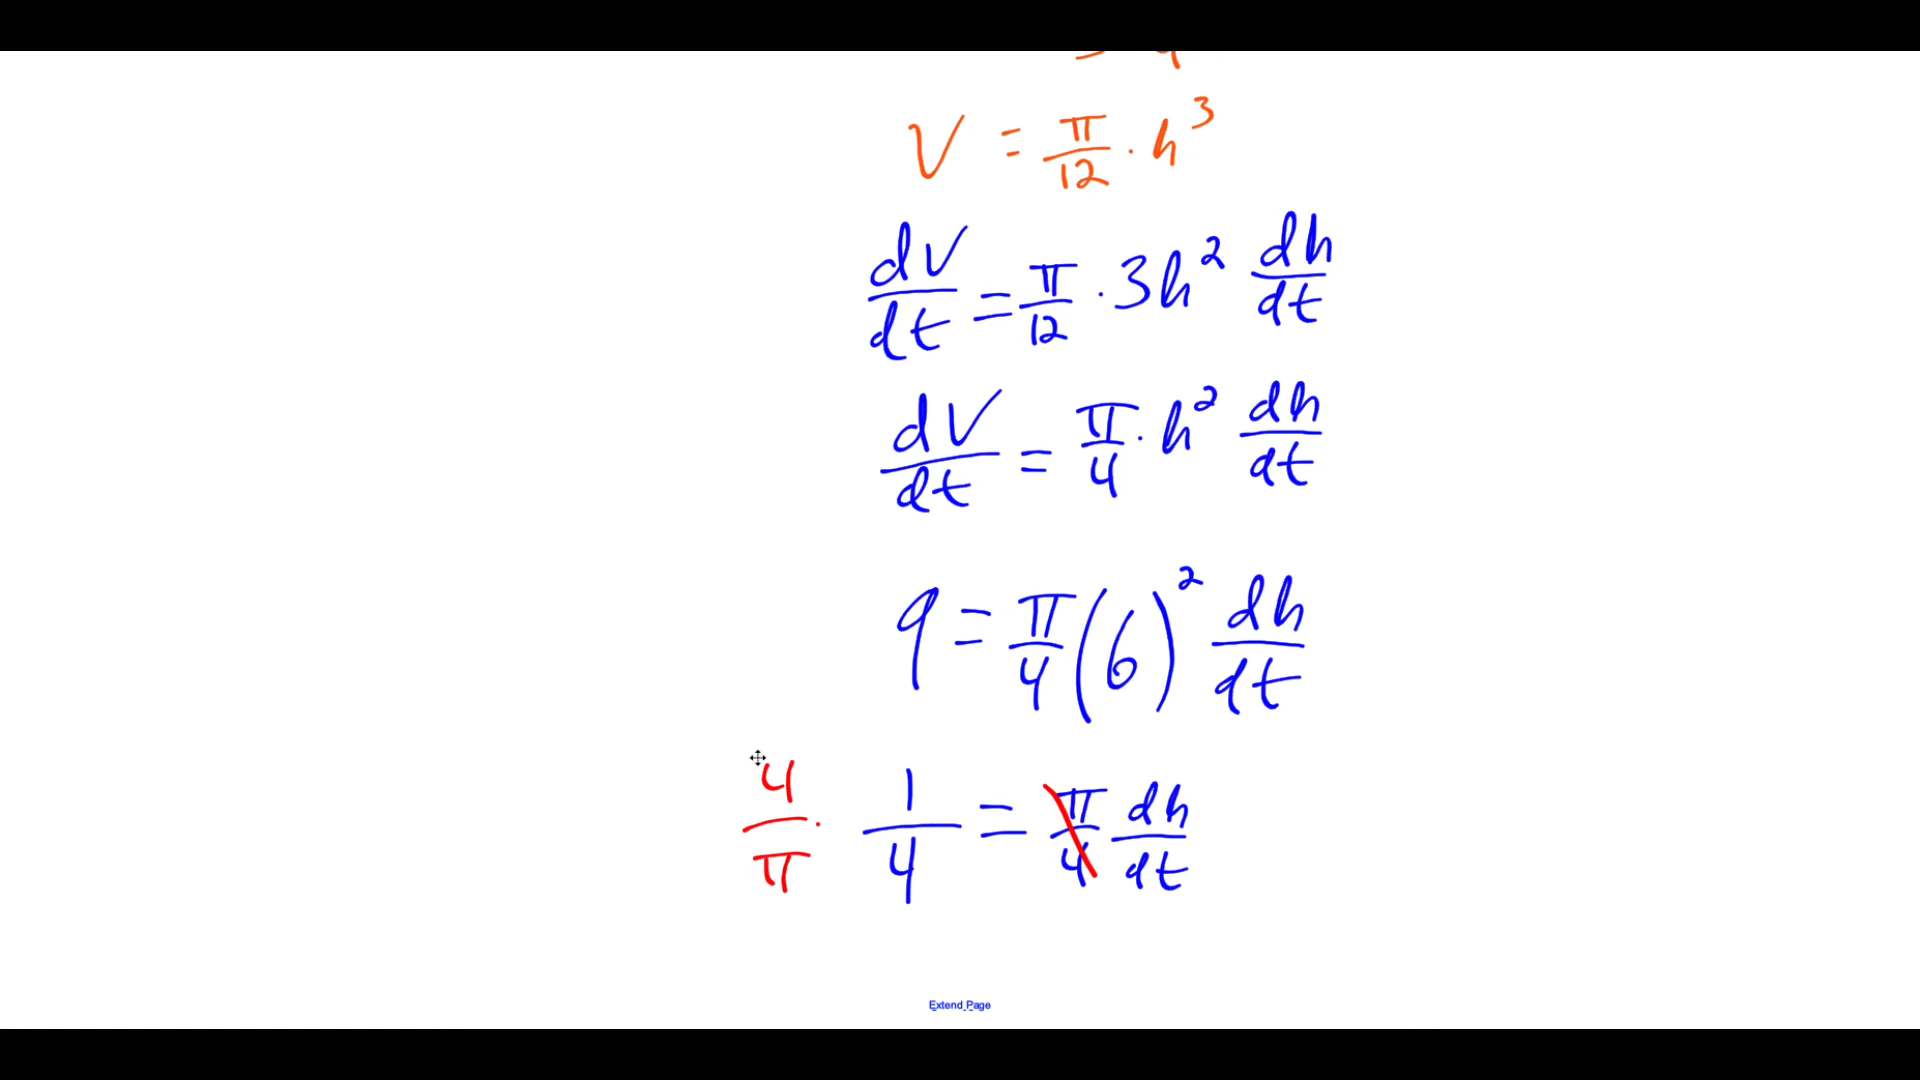 V = π/12 · h³
dV/dt = π/12 · 3h² dh/dt
dV/dt = π/4 · h² dh/dt
9 = π/4 (6)² dh/dt
4/π · 1/4 = π/4 dh/dt
Extend Page